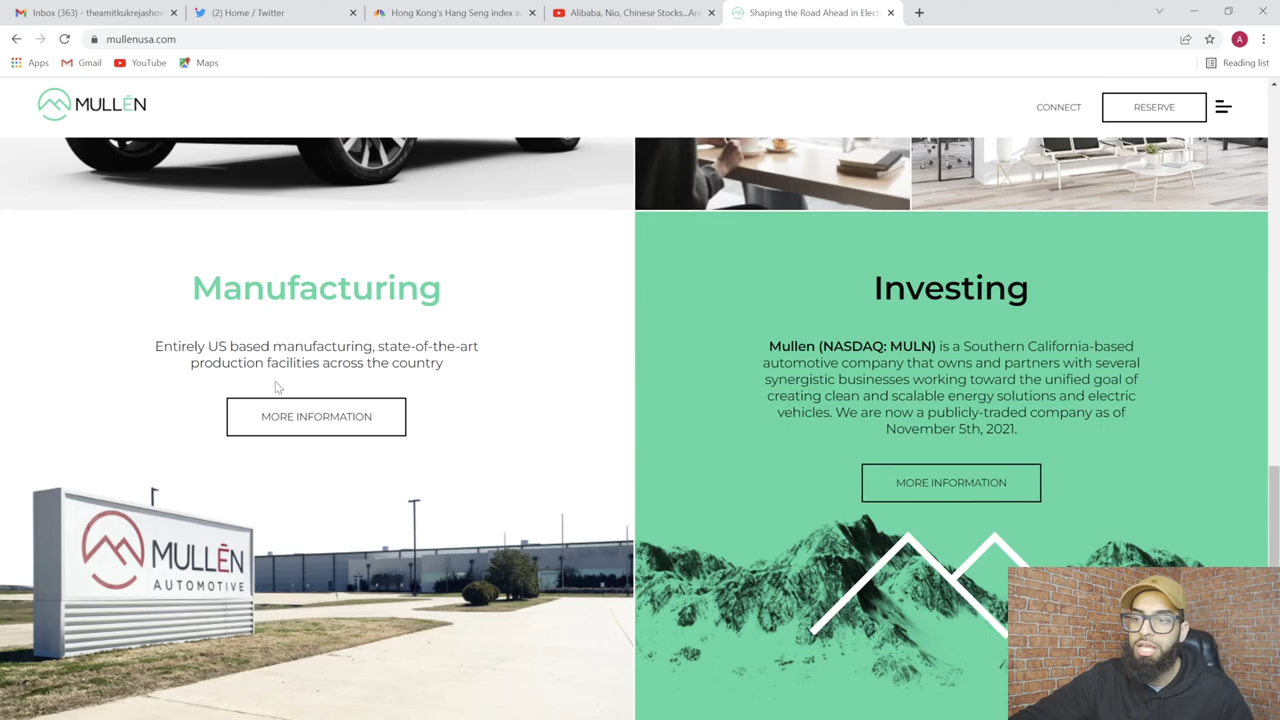 Inbox (363) - theamitkukrejashow
(2) Home / Twitter
Hong Kong's Hang Seng index s
Alibaba, Nio, Chinese Stocks...Are
Shaping the Road Ahead in Elect
mullenusa.com
A
Apps
Gmail
YouTube
Maps
Reading list
MULLĒN
CONNECT
RESERVE
Manufacturing
Entirely US based manufacturing, state-of-the-art
production facilities across the country
MORE INFORMATION
MULLĒN
AUTOMOTIVE
Investing
Mullen (NASDAQ: MULN) is a Southern California-based
automotive company that owns and partners with several
synergistic businesses working toward the unified goal of
creating clean and scalable energy solutions and electric
vehicles. We are now a publicly-traded company as of
November 5th, 2021.
MORE INFORMATION